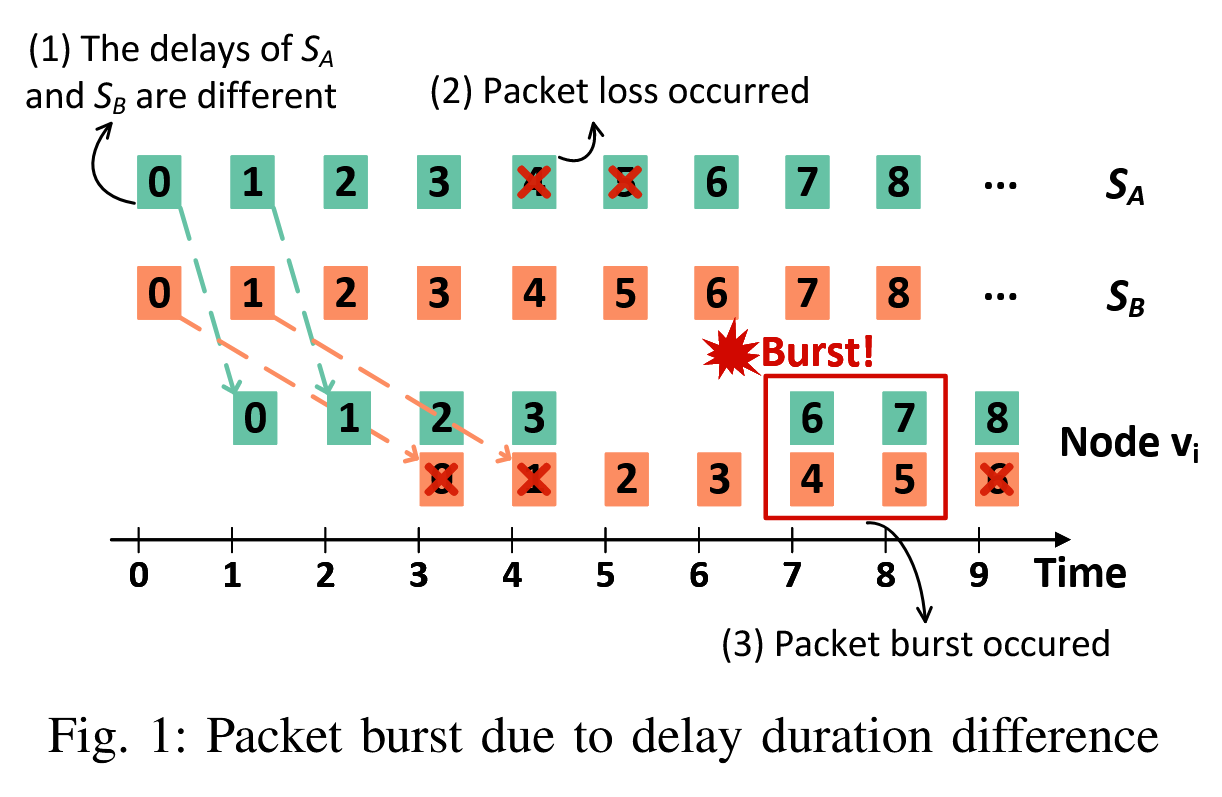 (1) The delays of S_A
and S_B are different
(2) Packet loss occurred
0 1 2 3 4 5 6 7 8 ... S_A
0 1 2 3 4 5 6 7 8 ... S_B
Burst!
0 1 2 3 6 7 8
Node v_i
0 1 2 3 4 5 6
0 1 2 3 4 5 6 7 8 9 Time
(3) Packet burst occured
Fig. 1: Packet burst due to delay duration difference